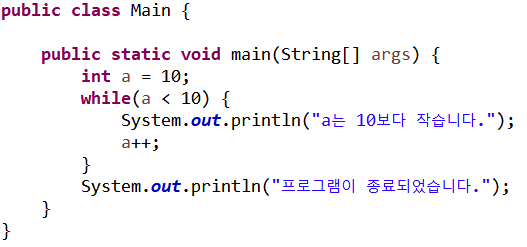 public class Main {
public static void main(String[] args) {
int a = 10;
while(a < 10) {
System.out.println("a는 10보다 작습니다.");
a++;
}
System.out.println("프로그램이 종료되었습니다.");
}
}